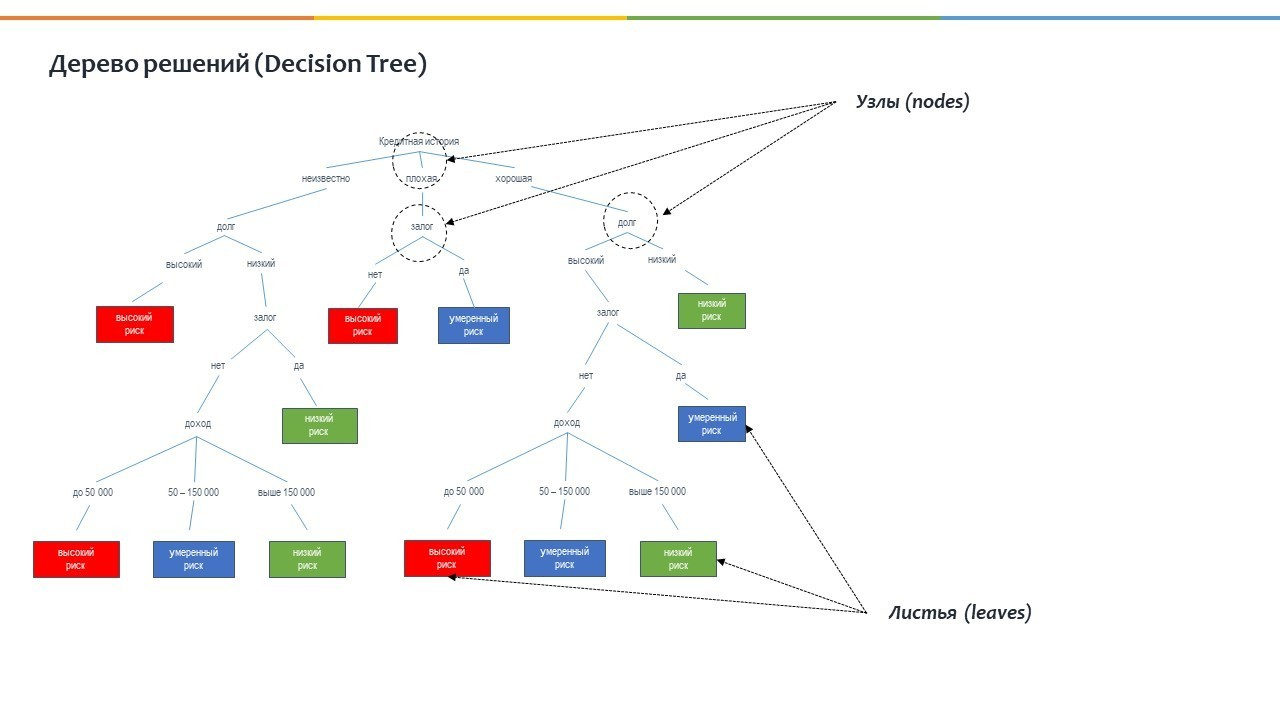 Дерево решений (Decision Tree)
Узлы (nodes)
Кредитная история
неизвестно
плохая
хорошая
долг
залог
долг
высокий
низкий
нет
да
высокий
низкий
высокий
риск
залог
высокий
риск
умеренный
риск
залог
низкий
риск
нет
да
нет
да
доход
низкий
риск
доход
умеренный
риск
до 50 000
50 – 150 000
выше 150 000
до 50 000
50 – 150 000
выше 150 000
высокий
риск
умеренный
риск
низкий
риск
высокий
риск
умеренный
риск
низкий
риск
Листья (leaves)